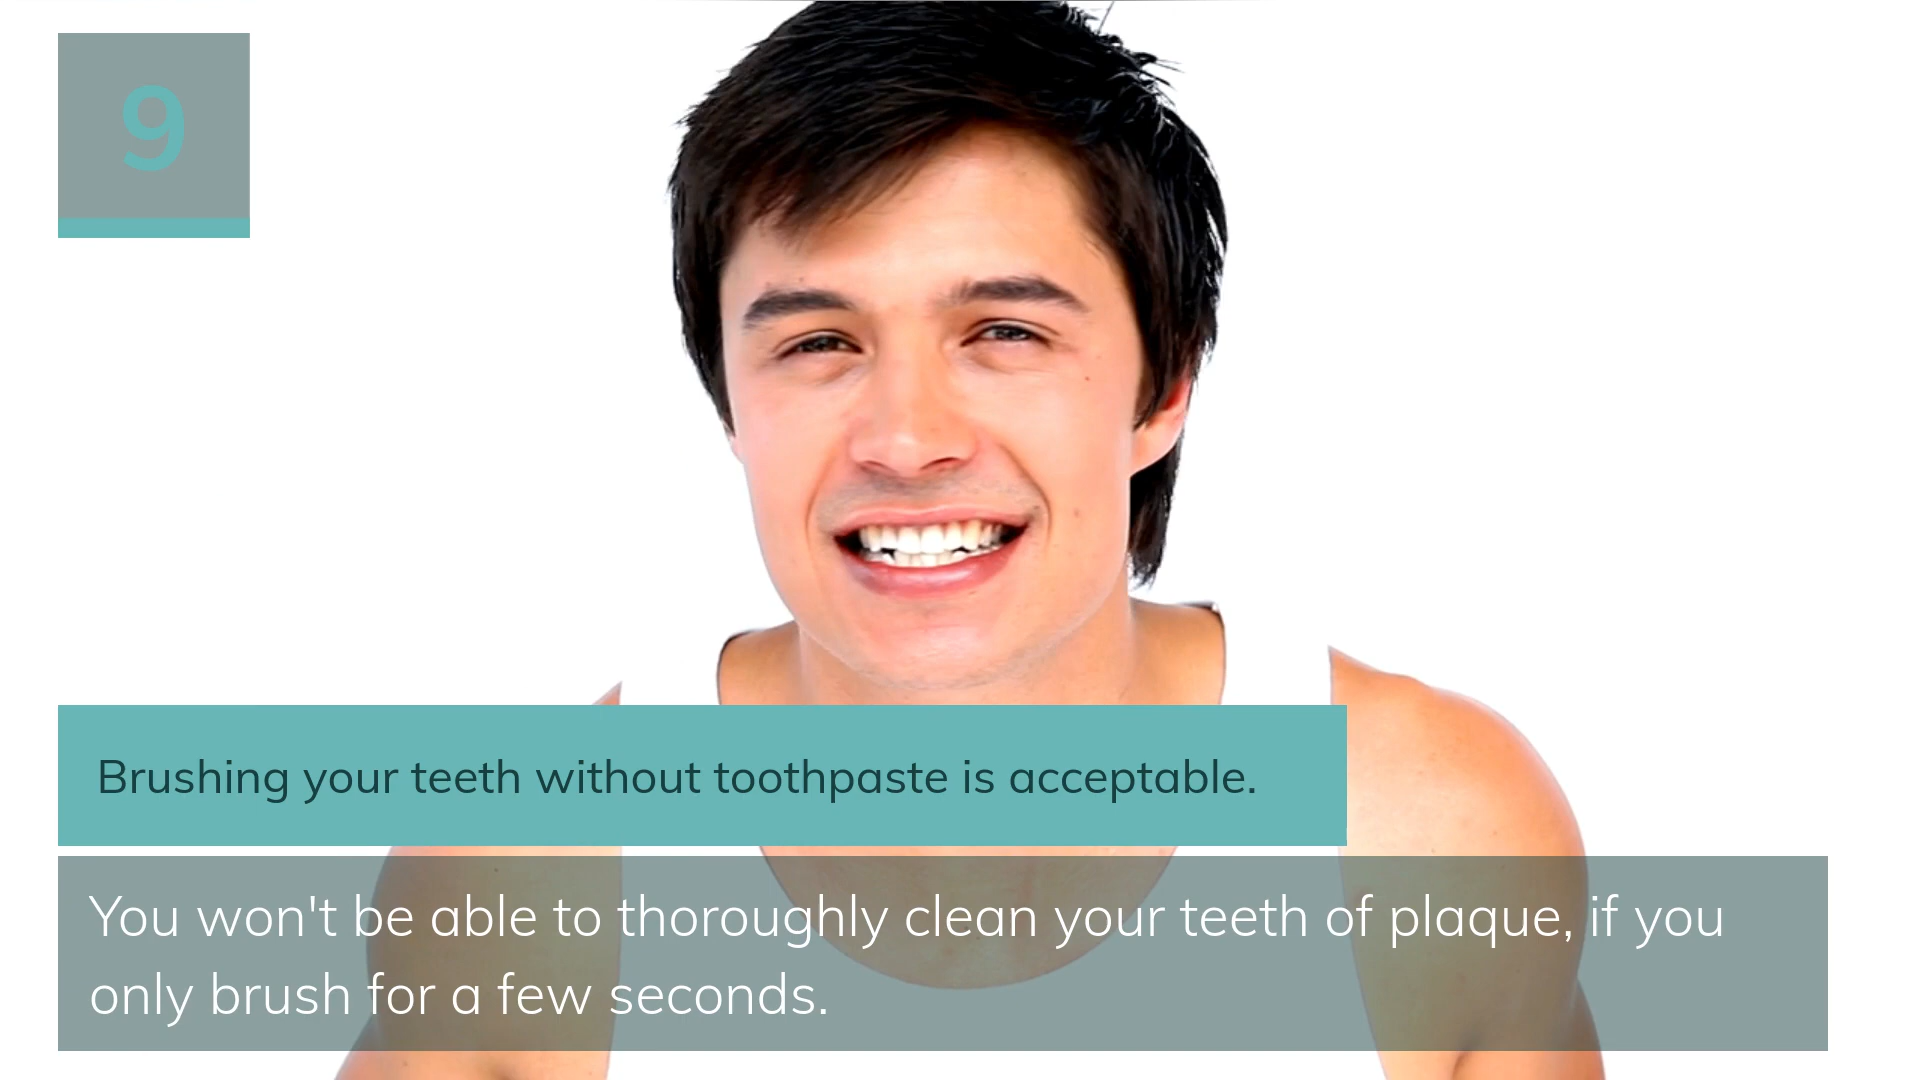 9
Brushing your teeth without toothpaste is acceptable.
You won't be able to thoroughly clean your teeth of plaque, if you
only brush for a few seconds.